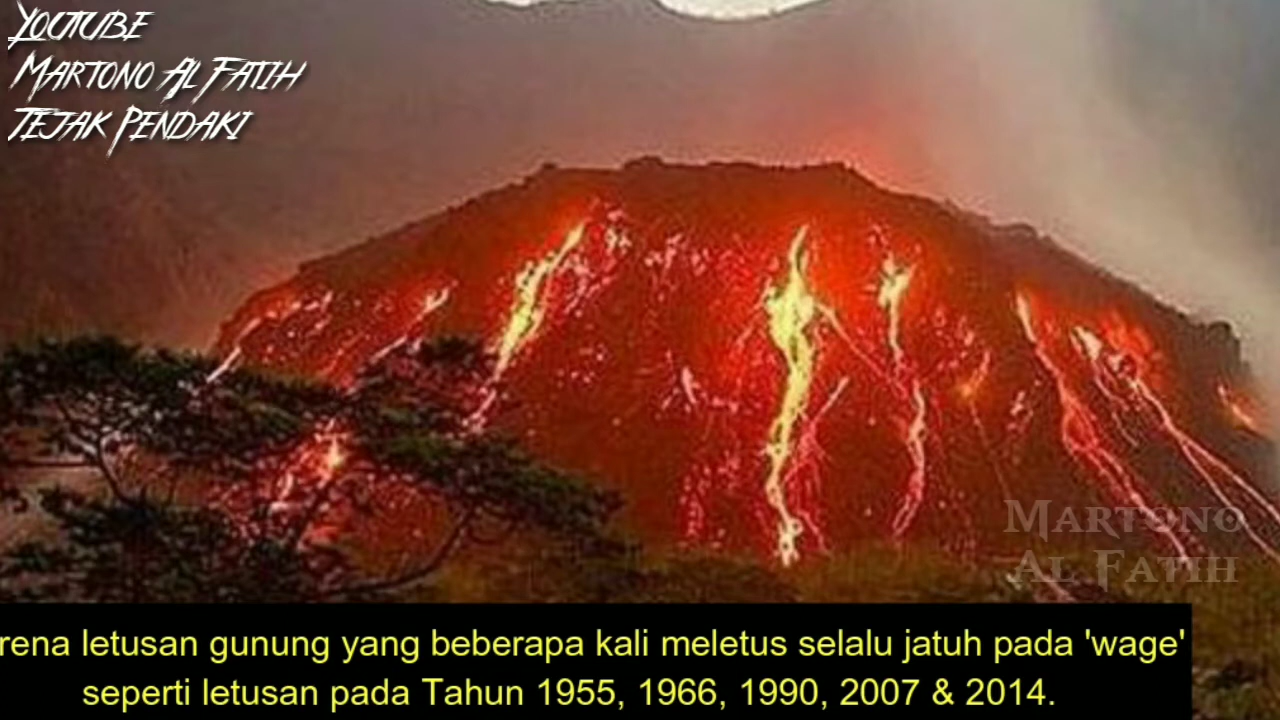 YOUTUBE
MARTONO AL FATIH
TEJAK PENDAKI
MARTONO
AL FATIH
rena letusan gunung yang beberapa kali meletus selalu jatuh pada 'wage'
seperti letusan pada Tahun 1955, 1966, 1990, 2007 & 2014.